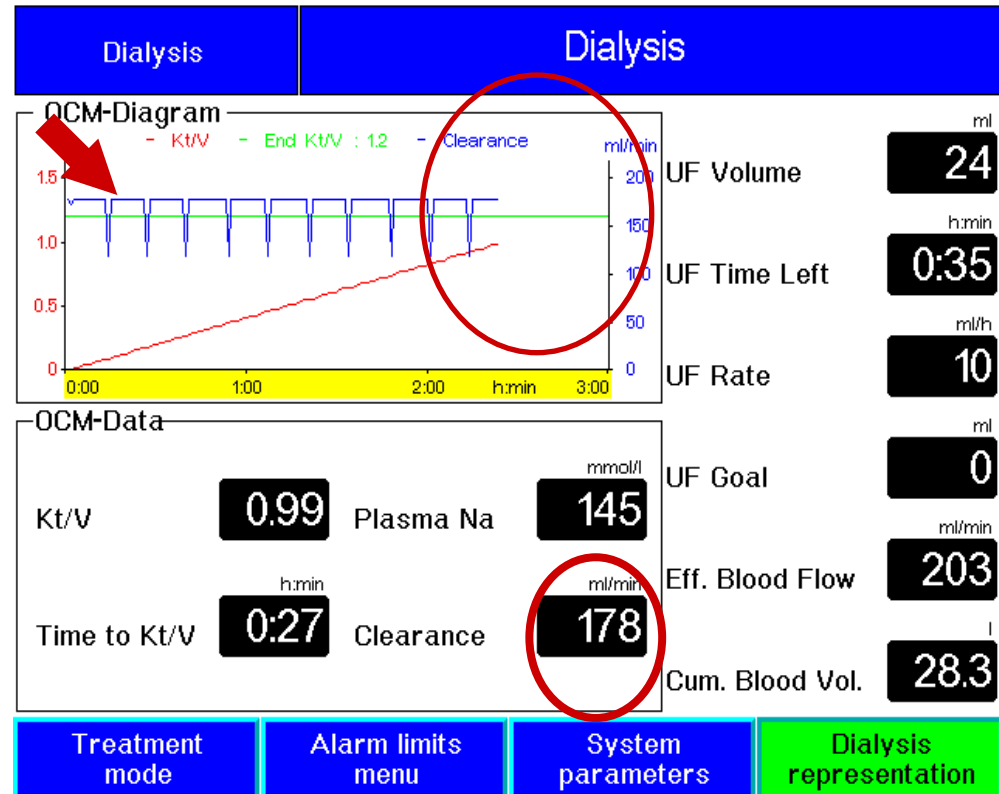 Dialysis
Dialysis
OCM-Diagram
- Kt/V - End Kt/V : 1.2 - Clearance
ml/min
1.5
1.0
0.5
0
200
150
100
50
0
0:00 1:00 2:00 h:min 3:00
OCM-Data
Kt/V 0.99
Plasma Na mmol/l 145
Time to Kt/V h:min 0:27
Clearance ml/min 178
ml
UF Volume 24
h:min
UF Time Left 0:35
ml/h
UF Rate 10
ml
UF Goal 0
ml/min
Eff. Blood Flow 203
l
Cum. Blood Vol. 28.3
Treatment
mode
Alarm limits
menu
System
parameters
Dialysis
representation